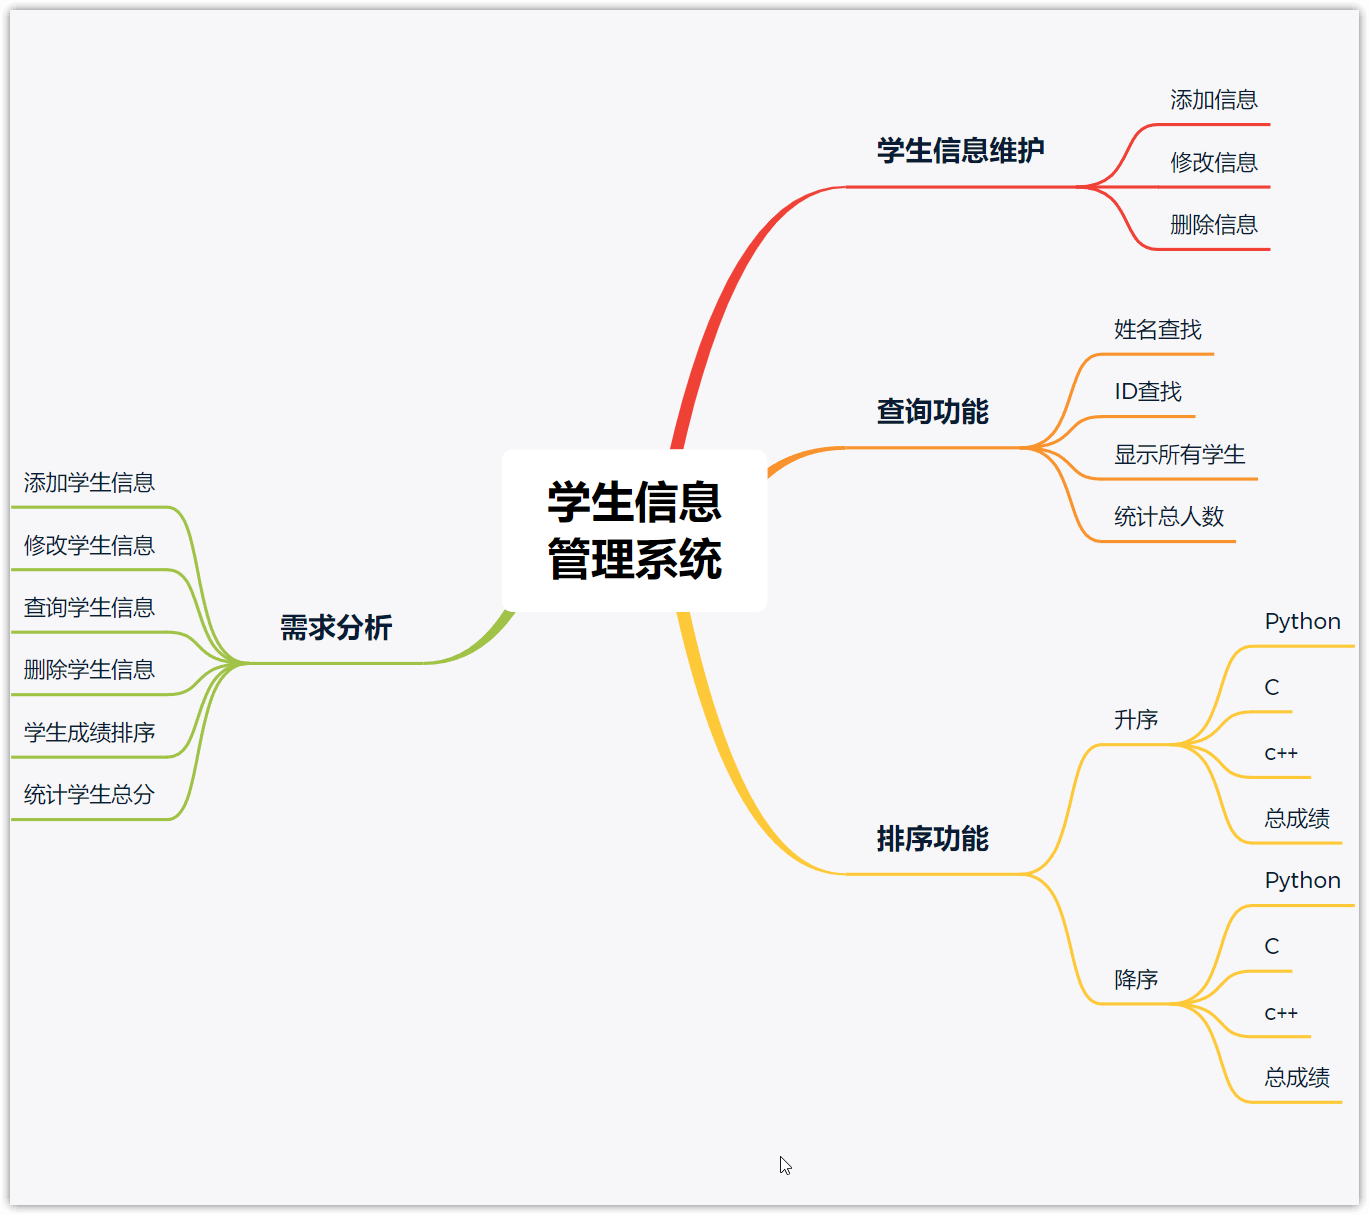 学生信息
管理系统
学生信息维护
添加信息
修改信息
删除信息
查询功能
姓名查找
ID查找
显示所有学生
统计总人数
排序功能
升序
Python
C
c++
总成绩
降序
Python
C
c++
总成绩
需求分析
添加学生信息
修改学生信息
查询学生信息
删除学生信息
学生成绩排序
统计学生总分